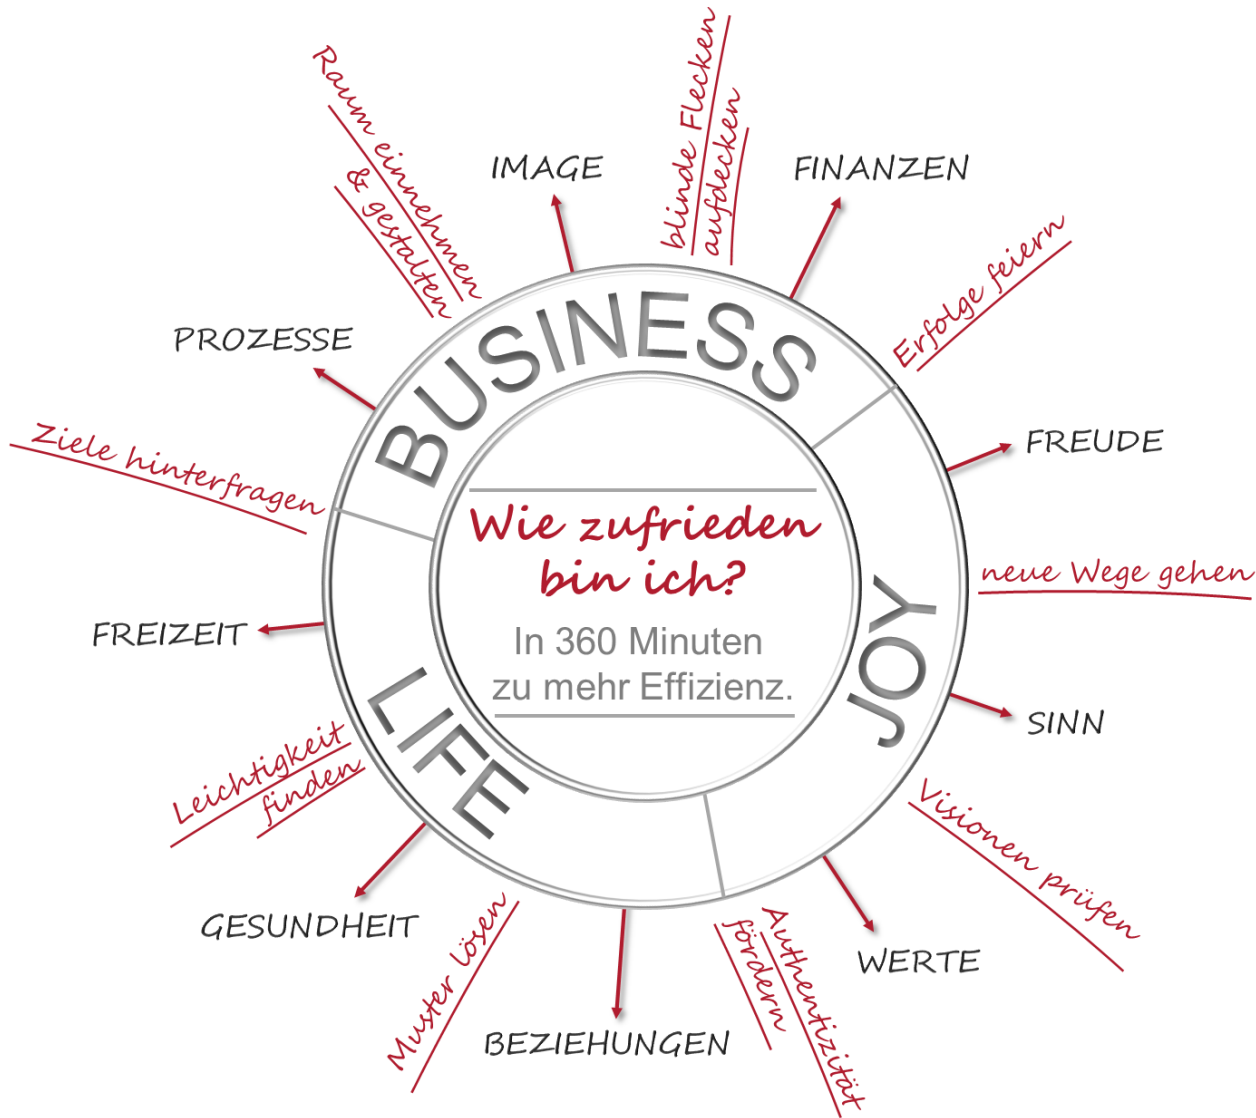 Raum einnehmen
& gestalten
IMAGE
blinde Flecken
aufdecken
FINANZEN
Erfolge feiern
PROZESSE
BUSINESS
FREUDE
Ziele hinterfragen
Wie zufrieden
bin ich?
In 360 Minuten
zu mehr Effizienz.
neue Wege gehen
JOY
FREIZEIT
LIFE
SINN
Leichtigkeit
finden
Visionen prüfen
GESUNDHEIT
WERTE
Muster lösen
BEZIEHUNGEN
Authentizität
fördern